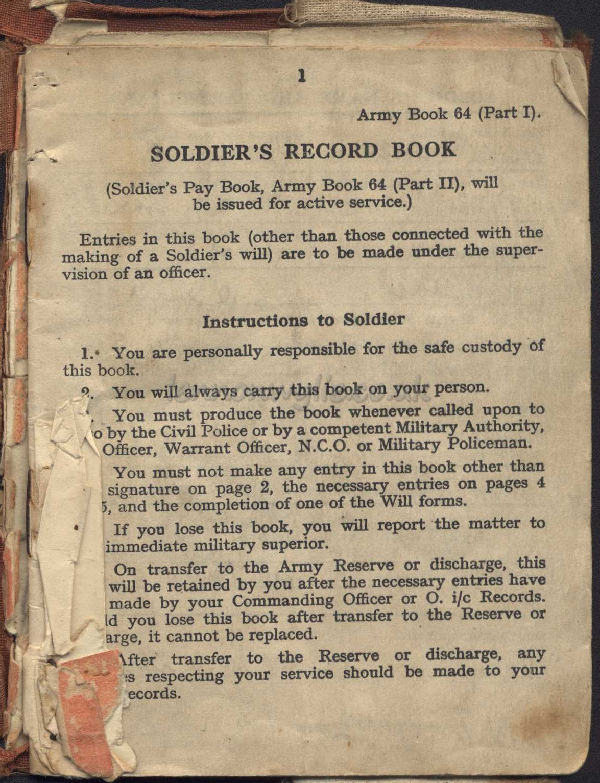 1
Army Book 64 (Part I).
SOLDIER'S RECORD BOOK
(Soldier's Pay Book, Army Book 64 (Part II), will
be issued for active service.)
Entries in this book (other than those connected with the
making of a Soldier's will) are to be made under the super-
vision of an officer.
Instructions to Soldier
1. You are personally responsible for the safe custody of
this book.
2. You will always carry this book on your person.
You must produce the book whenever called upon to
o by the Civil Police or by a competent Military Authority,
Officer, Warrant Officer, N.C.O. or Military Policeman.
You must not make any entry in this book other than
signature on page 2, the necessary entries on pages 4
5, and the completion of one of the Will forms.
If you lose this book, you will report the matter to
immediate military superior.
On transfer to the Army Reserve or discharge, this
will be retained by you after the necessary entries have
made by your Commanding Officer or O. i/c Records.
d you lose this book after transfer to the Reserve or
arge, it cannot be replaced.
After transfer to the Reserve or discharge, any
es respecting your service should be made to your
ecords.